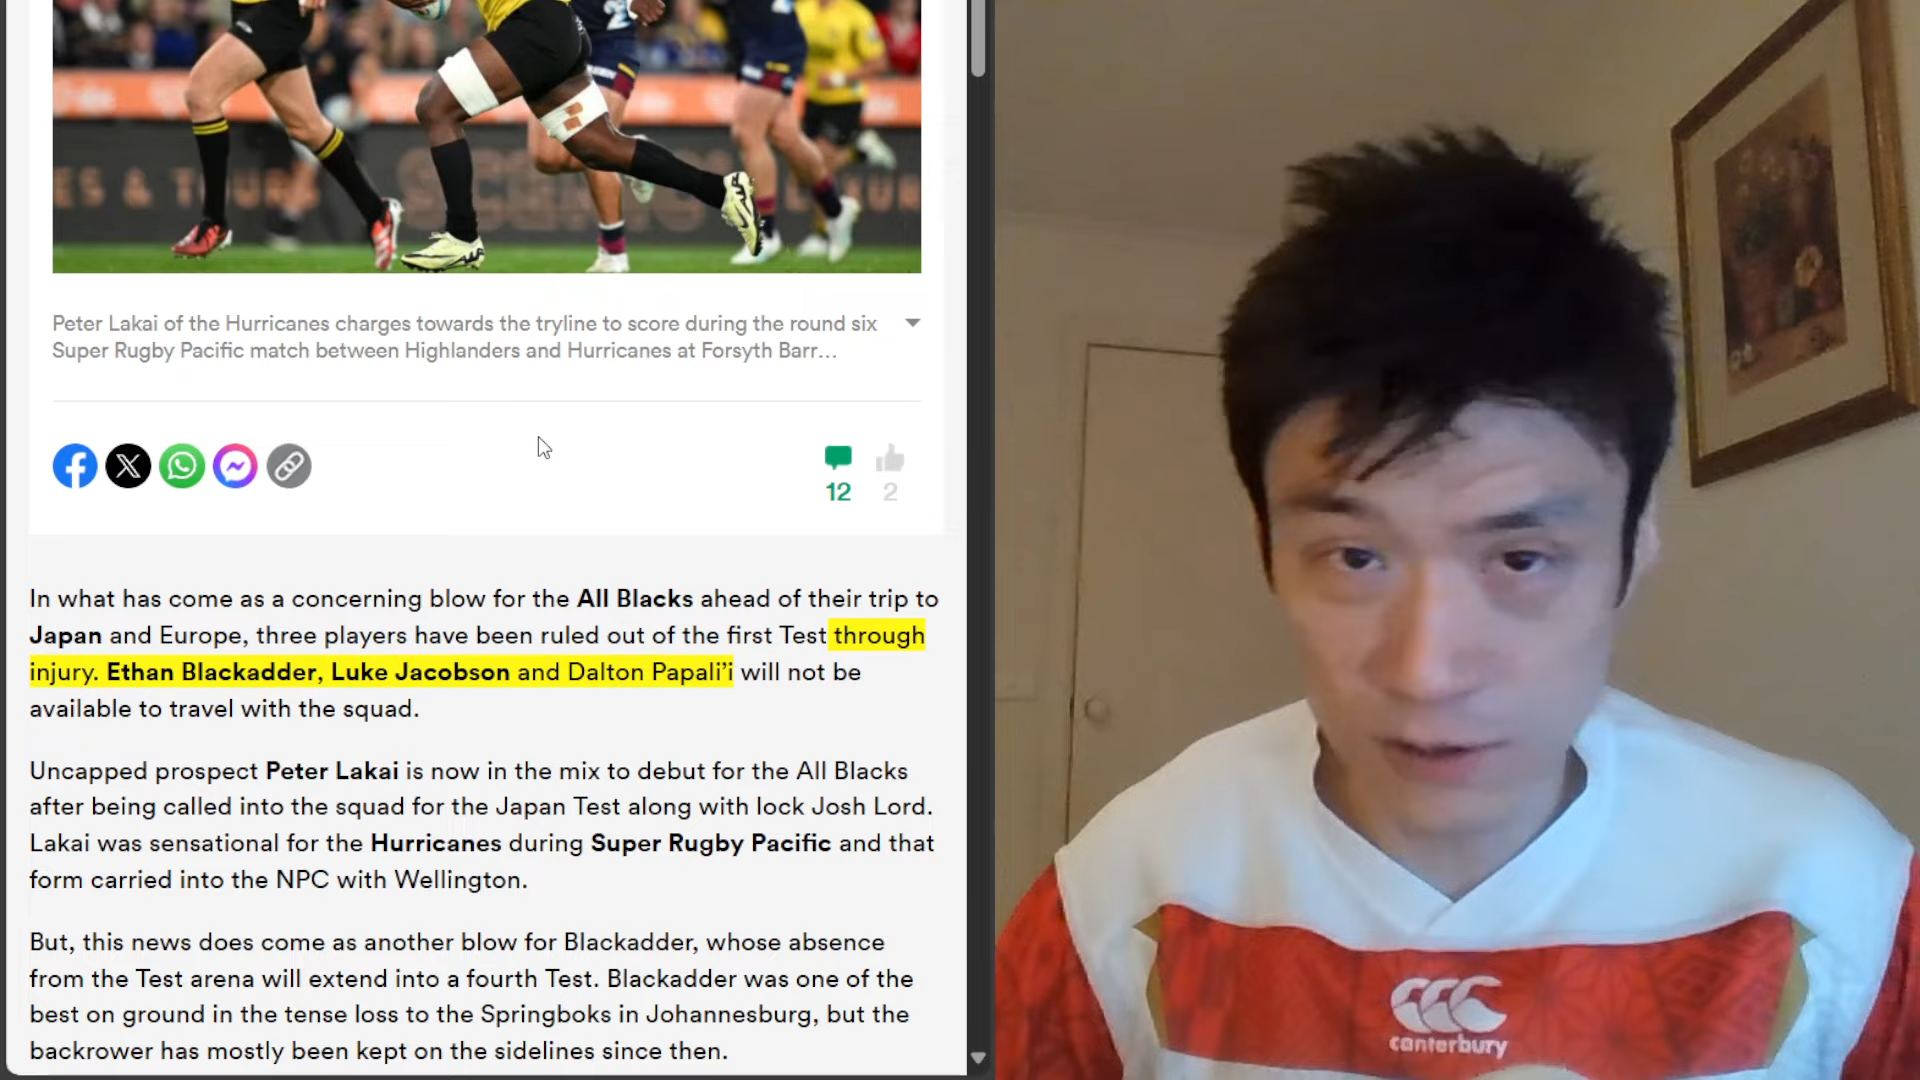 ES & T
Peter Lakai of the Hurricanes charges towards the tryline to score during the round six
Super Rugby Pacific match between Highlanders and Hurricanes at Forsyth Barr...
12
2
In what has come as a concerning blow for the All Blacks ahead of their trip to
Japan and Europe, three players have been ruled out of the first Test through
injury. Ethan Blackadder, Luke Jacobson and Dalton Papali’i will not be
available to travel with the squad.
Uncapped prospect Peter Lakai is now in the mix to debut for the All Blacks
after being called into the squad for the Japan Test along with lock Josh Lord.
Lakai was sensational for the Hurricanes during Super Rugby Pacific and that
form carried into the NPC with Wellington.
But, this news does come as another blow for Blackadder, whose absence
from the Test arena will extend into a fourth Test. Blackadder was one of the
best on ground in the tense loss to the Springboks in Johannesburg, but the
backrower has mostly been kept on the sidelines since then.
canterbury